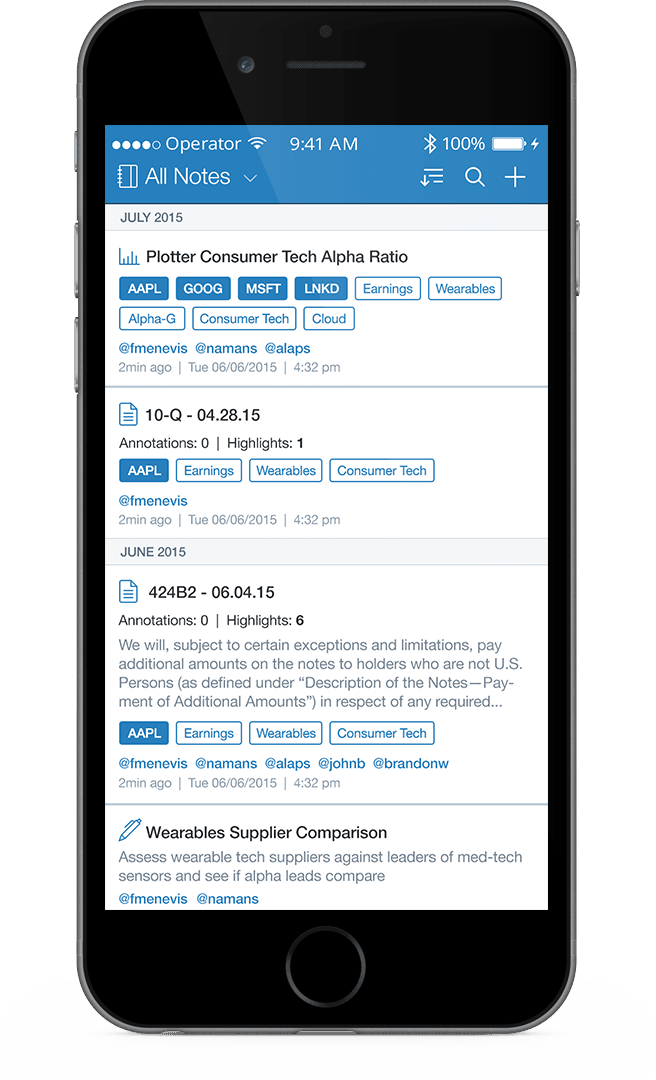 Operator 9:41 AM 100%
All Notes
JULY 2015
Plotter Consumer Tech Alpha Ratio
AAPL GOOG MSFT LNKD Earnings Wearables
Alpha-G Consumer Tech Cloud
@fmenevis @namans @alaps
2min ago | Tue 06/06/2015 | 4:32 pm
10-Q - 04.28.15
Annotations: 0 | Highlights: 1
AAPL Earnings Wearables Consumer Tech
@fmenevis
2min ago | Tue 06/06/2015 | 4:32 pm
JUNE 2015
424B2 - 06.04.15
Annotations: 0 | Highlights: 6
We will, subject to certain exceptions and limitations, pay
additional amounts on the notes to holders who are not U.S.
Persons (as defined under “Description of the Notes—Pay-
ment of Additional Amounts”) in respect of any required...
AAPL Earnings Wearables Consumer Tech
@fmenevis @namans @alaps @johnb @brandonw
2min ago | Tue 06/06/2015 | 4:32 pm
Wearables Supplier Comparison
Assess wearable tech suppliers against leaders of med-tech
sensors and see if alpha leads compare
@fmenevis @namans